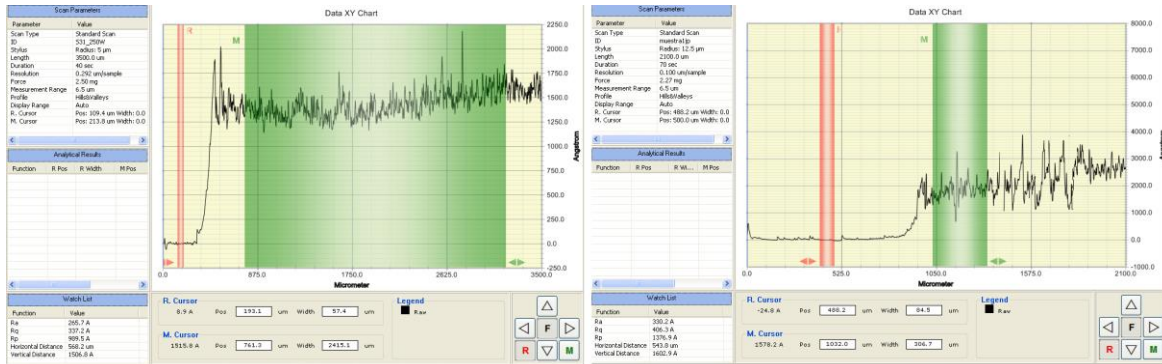 Scan Parameters
Parameter Value
Scan Type Standard Scan
ID S31_250W
Stylus Radius: 5 µm
Length 3500.0 um
Duration 40 sec
Resolution 0.292 um/sample
Force 2.50 mg
Measurement Range 6.5 um
Profile Hills&Valleys
Display Range Auto
R. Cursor Pos: 109.4 um Width: 0.0
M. Cursor Pos: 213.8 um Width: 0.0
Analytical Results
Function R Pos R Width M Pos
Watch List
Function Value
Ra 265.7 A
Rq 337.2 A
Rp 989.5 A
Horizontal Distance 568.2 um
Vertical Distance 1506.8 A
Data XY Chart
R
M
2250.0
2000.0
1750.0
1500.0
1250.0
1000.0
750.0
500.0
250.0
0.0
-250.0
Angstrom
0.0 875.0 1750.0 2625.0 3500.0
Micrometer
R. Cursor
8.9 A Pos 193.1 um Width 57.4 um
M. Cursor
1515.8 A Pos 761.3 um Width 2415.1 um
Legend
Raw
F
R M
Scan Parameters
Parameter Value
Scan Type Standard Scan
ID muestra1jp
Stylus Radius: 12.5 µm
Length 2100.0 um
Duration 70 sec
Resolution 0.100 um/sample
Force 2.27 mg
Measurement Range 6.5 um
Profile Hills&Valleys
Display Range Auto
R. Cursor Pos: 488.2 um Width: 0.0
M. Cursor Pos: 500.0 um Width: 0.0
Analytical Results
Function R Pos R Wi... M Pos
Watch List
Function Value
Ra 330.2 A
Rq 406.3 A
Rp 1376.9 A
Horizontal Distance 543.8 um
Vertical Distance 1602.9 A
Data XY Chart
M
8000.0
7000.0
6000.0
5000.0
4000.0
3000.0
2000.0
1000.0
0.0
-1000.0
Angstrom
0.0 525.0 1050.0 1575.0 2100.0
Micrometer
R. Cursor
-24.8 A Pos 488.2 um Width 84.5 um
M. Cursor
1578.2 A Pos 1032.0 um Width 306.7 um
Legend
Raw
F
R M